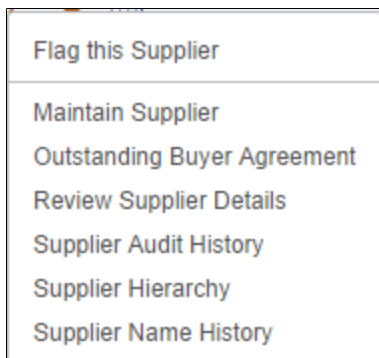 Flag this Supplier
Maintain Supplier
Outstanding Buyer Agreement
Review Supplier Details
Supplier Audit History
Supplier Hierarchy
Supplier Name History